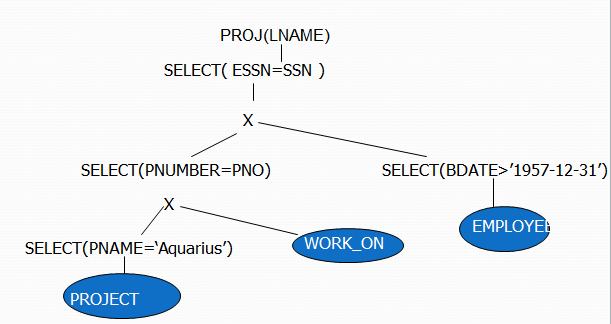 PROJ(LNAME)
SELECT( ESSN=SSN )
X
SELECT(PNUMBER=PNO)
SELECT(BDATE>’1957-12-31’)
X
EMPLOYEE
SELECT(PNAME=‘Aquarius’)
WORK_ON
PROJECT